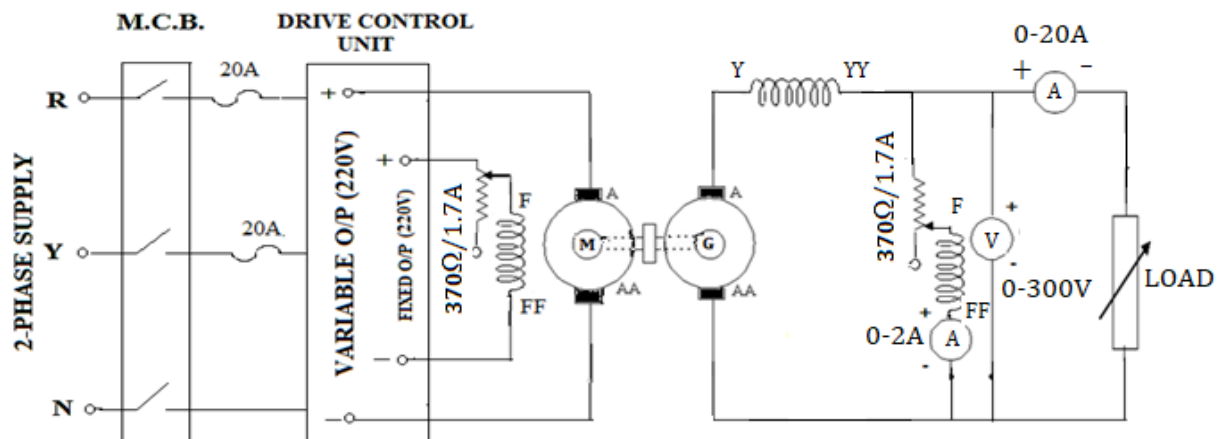 M.C.B.
DRIVE CONTROL
UNIT
2-PHASE SUPPLY
R
Y
N
20A
20A.
VARIABLE O/P (220V)
+
−
FIXED O/P (220V)
+
−
370Ω/1.7A
F
FF
A
M
AA
A
G
AA
Y
YY
370Ω/1.7A
F
FF
+
0-2A
A
-
+
V
-
0-300V
0-20A
+
−
A
LOAD